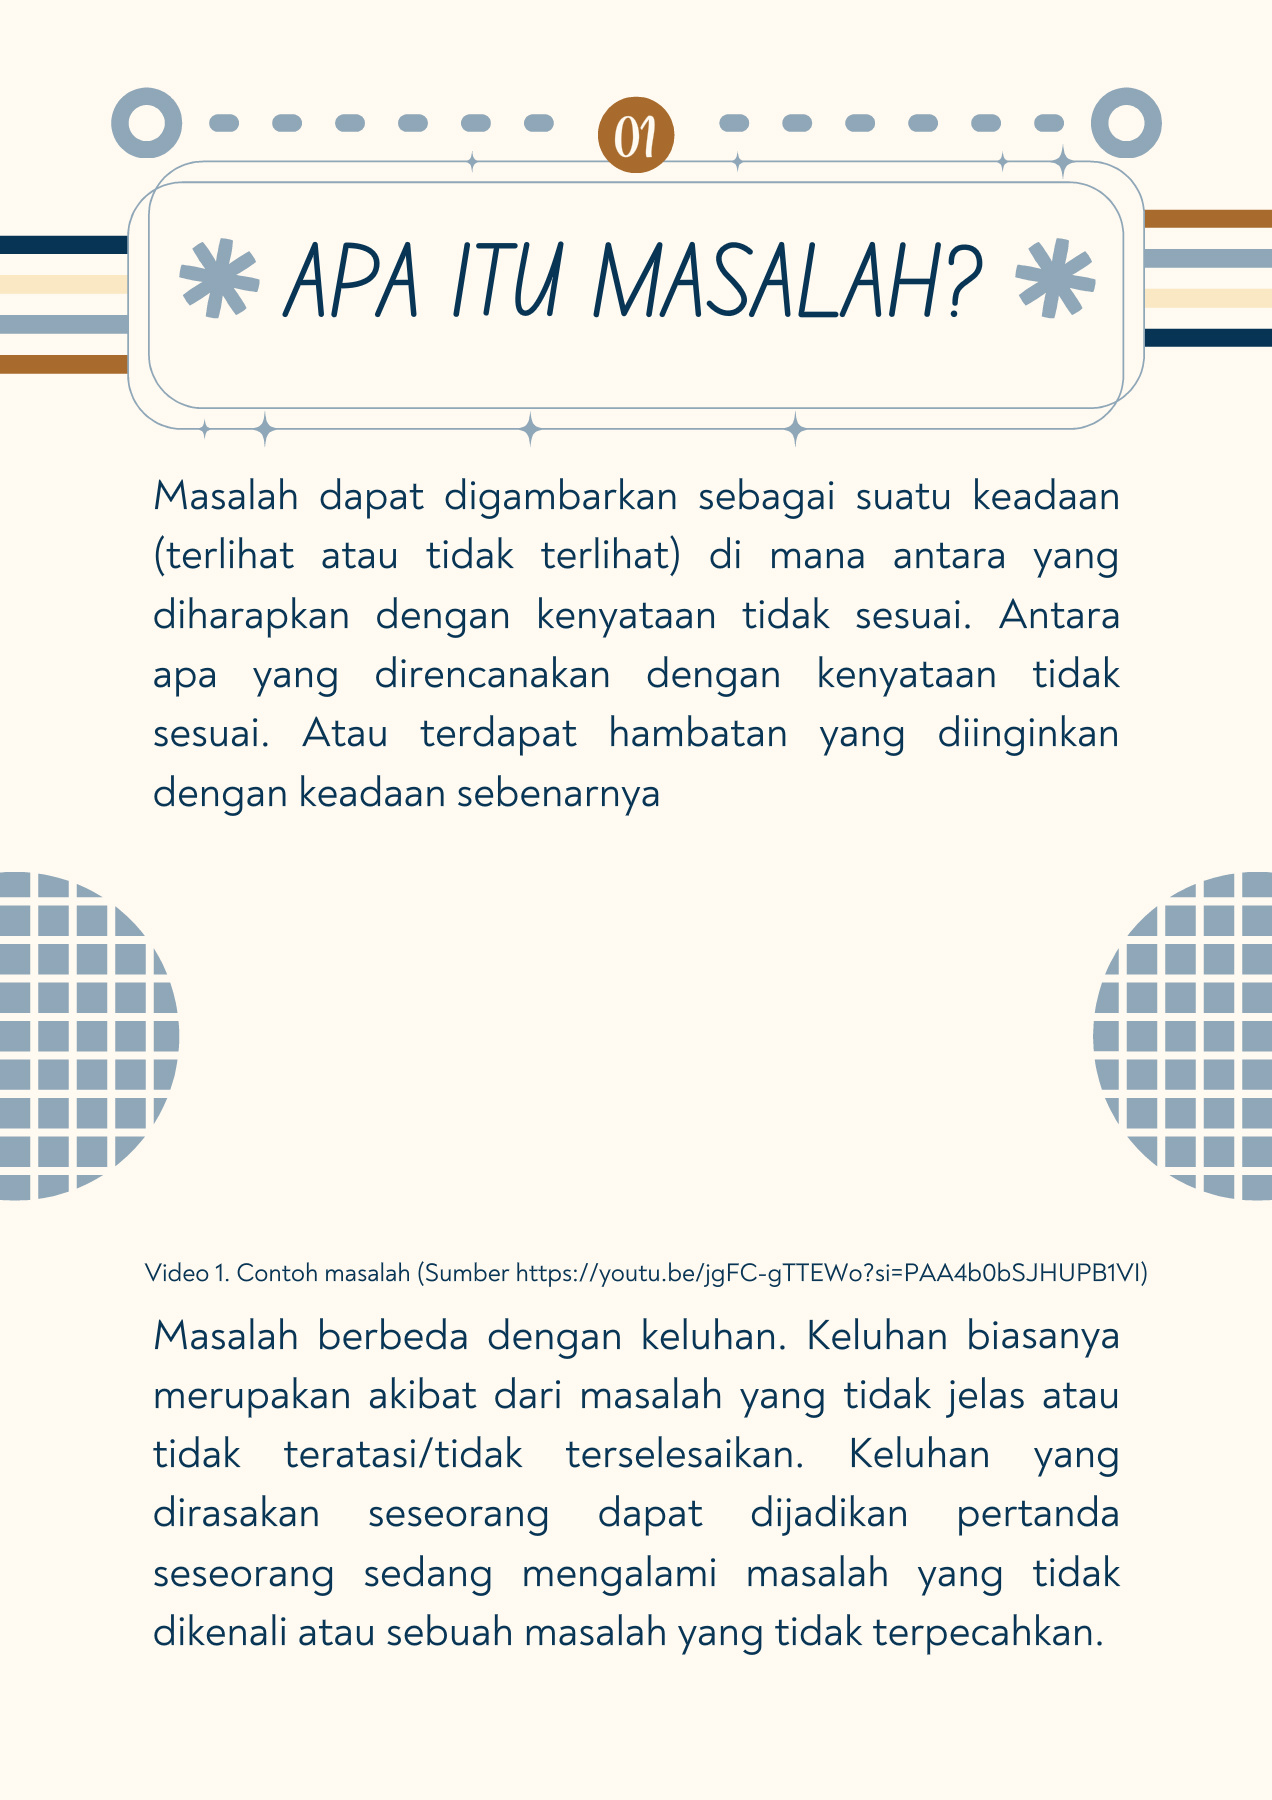 01
APA ITU MASALAH?
Masalah dapat digambarkan sebagai suatu keadaan
(terlihat atau tidak terlihat) di mana antara yang
diharapkan dengan kenyataan tidak sesuai. Antara
apa yang direncanakan dengan kenyataan tidak
sesuai. Atau terdapat hambatan yang diinginkan
dengan keadaan sebenarnya
Video 1. Contoh masalah (Sumber https://youtu.be/jgFC-gTTEWo?si=PAA4b0bSJHUPB1VI)
Masalah berbeda dengan keluhan. Keluhan biasanya
merupakan akibat dari masalah yang tidak jelas atau
tidak teratasi/tidak terselesaikan. Keluhan yang
dirasakan seseorang dapat dijadikan pertanda
seseorang sedang mengalami masalah yang tidak
dikenali atau sebuah masalah yang tidak terpecahkan.